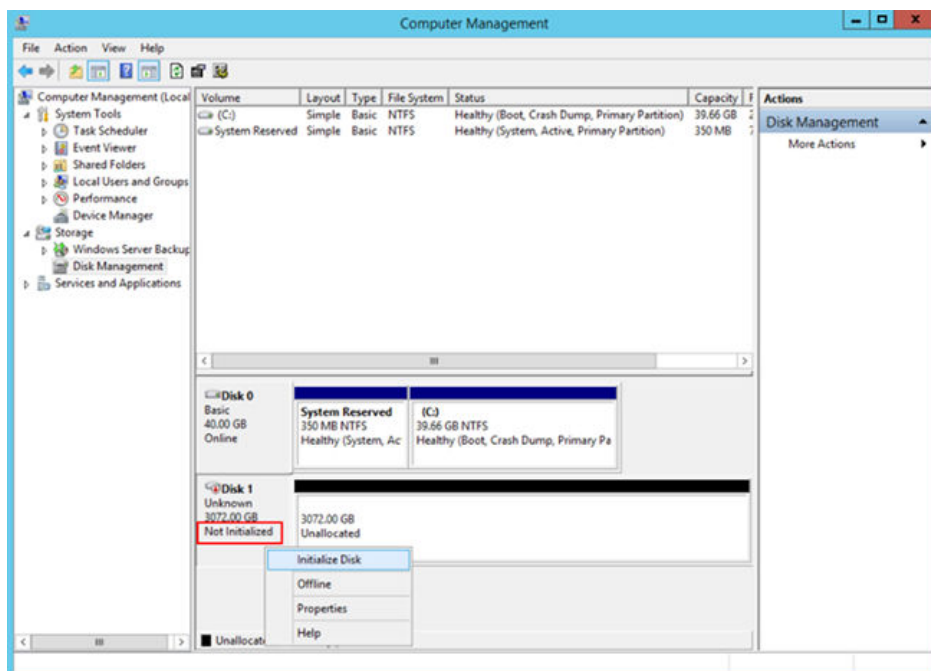 Computer Management
File Action View Help
Computer Management (Local
System Tools
Task Scheduler
Event Viewer
Shared Folders
Local Users and Groups
Performance
Device Manager
Storage
Windows Server Backup
Disk Management
Services and Applications
Volume Layout Type File System Status Capacity F
(C:) Simple Basic NTFS Healthy (Boot, Crash Dump, Primary Partition) 39.66 GB
System Reserved Simple Basic NTFS Healthy (System, Active, Primary Partition) 350 MB
Actions
Disk Management
More Actions
Disk 0
Basic
40.00 GB
Online
System Reserved
350 MB NTFS
Healthy (System, Ac
(C:)
39.66 GB NTFS
Healthy (Boot, Crash Dump, Primary Pa
Disk 1
Unknown
3072.00 GB
Not Initialized
3072.00 GB
Unallocated
Initialize Disk
Offline
Properties
Help
Unallocate